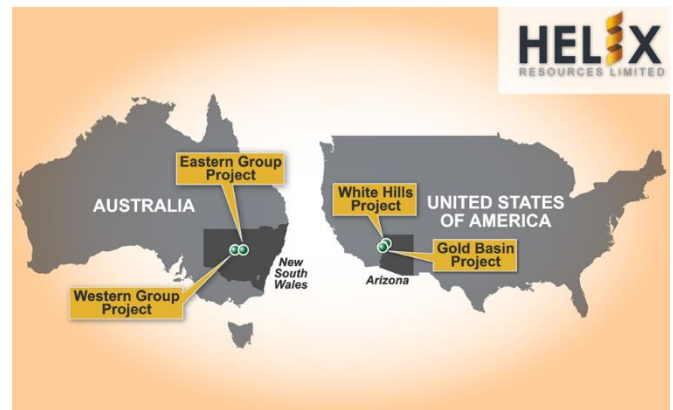 HELIX
RESOURCES LIMITED
Eastern Group
Project
AUSTRALIA
New
South
Wales
Western Group
Project
White Hills
Project
UNITED STATES
OF AMERICA
Gold Basin
Project
Arizona